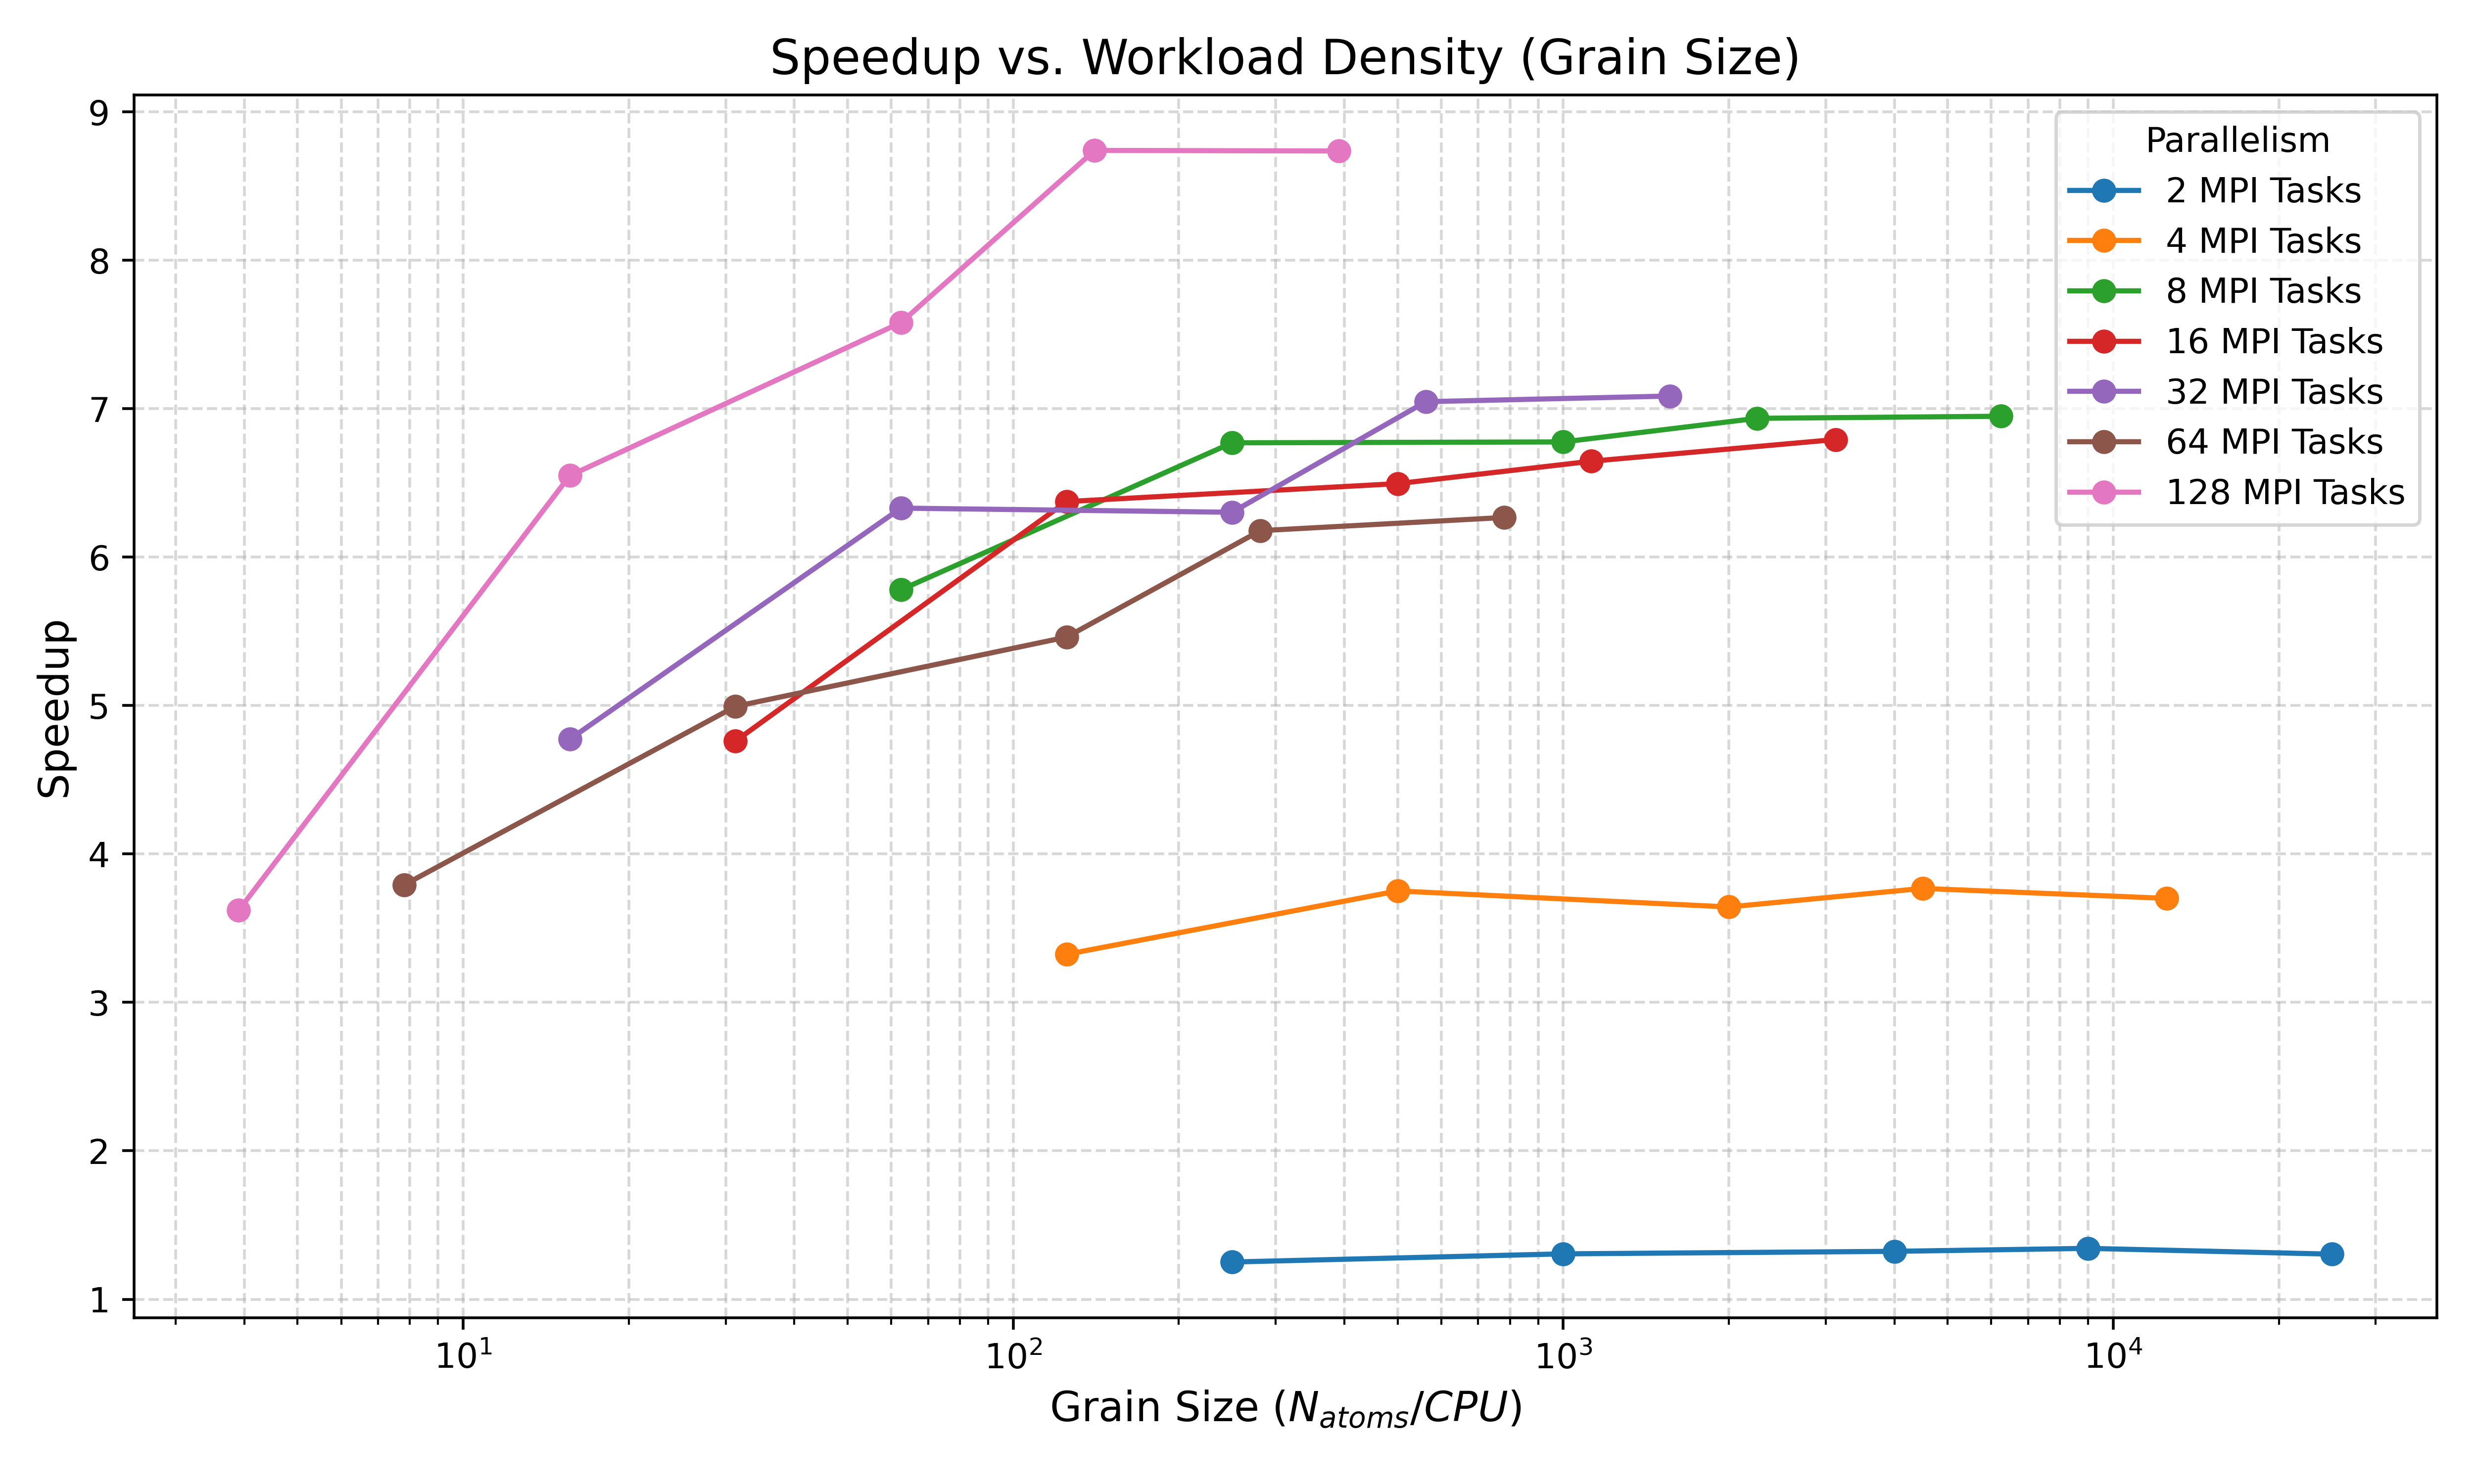 Speedup vs. Workload Density (Grain Size)
9
8
7
6
5
4
3
2
1
Speedup
Parallelism
2 MPI Tasks
4 MPI Tasks
8 MPI Tasks
16 MPI Tasks
32 MPI Tasks
64 MPI Tasks
128 MPI Tasks
10¹ 10² 10³ 10⁴
Grain Size (N_atoms/CPU)